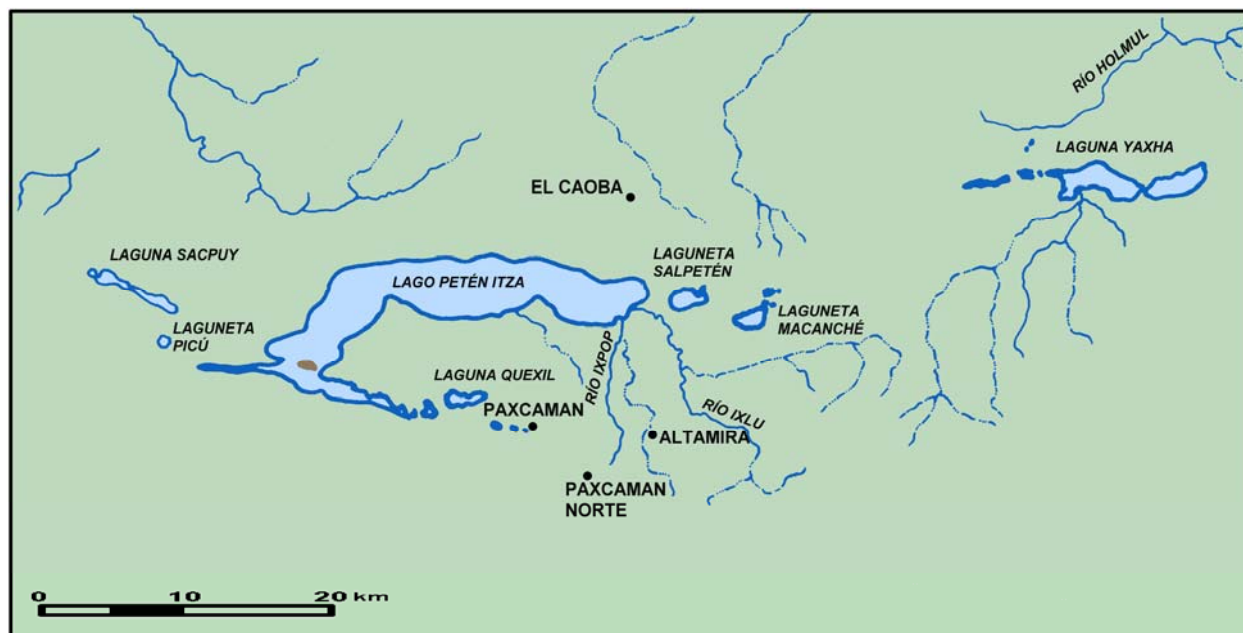 RÍO HOLMUL
LAGUNA YAXHA
EL CAOBA
LAGUNA SACPUY
LAGUNETA
SALPETÉN
LAGO PETÉN ITZA
LAGUNETA
MACANCHÉ
LAGUNETA
PICÚ
LAGUNA QUEXIL
RÍO IXPOP
PAXCAMAN
RÍO IXLU
ALTAMIRA
PAXCAMAN
NORTE
0 10 20 km